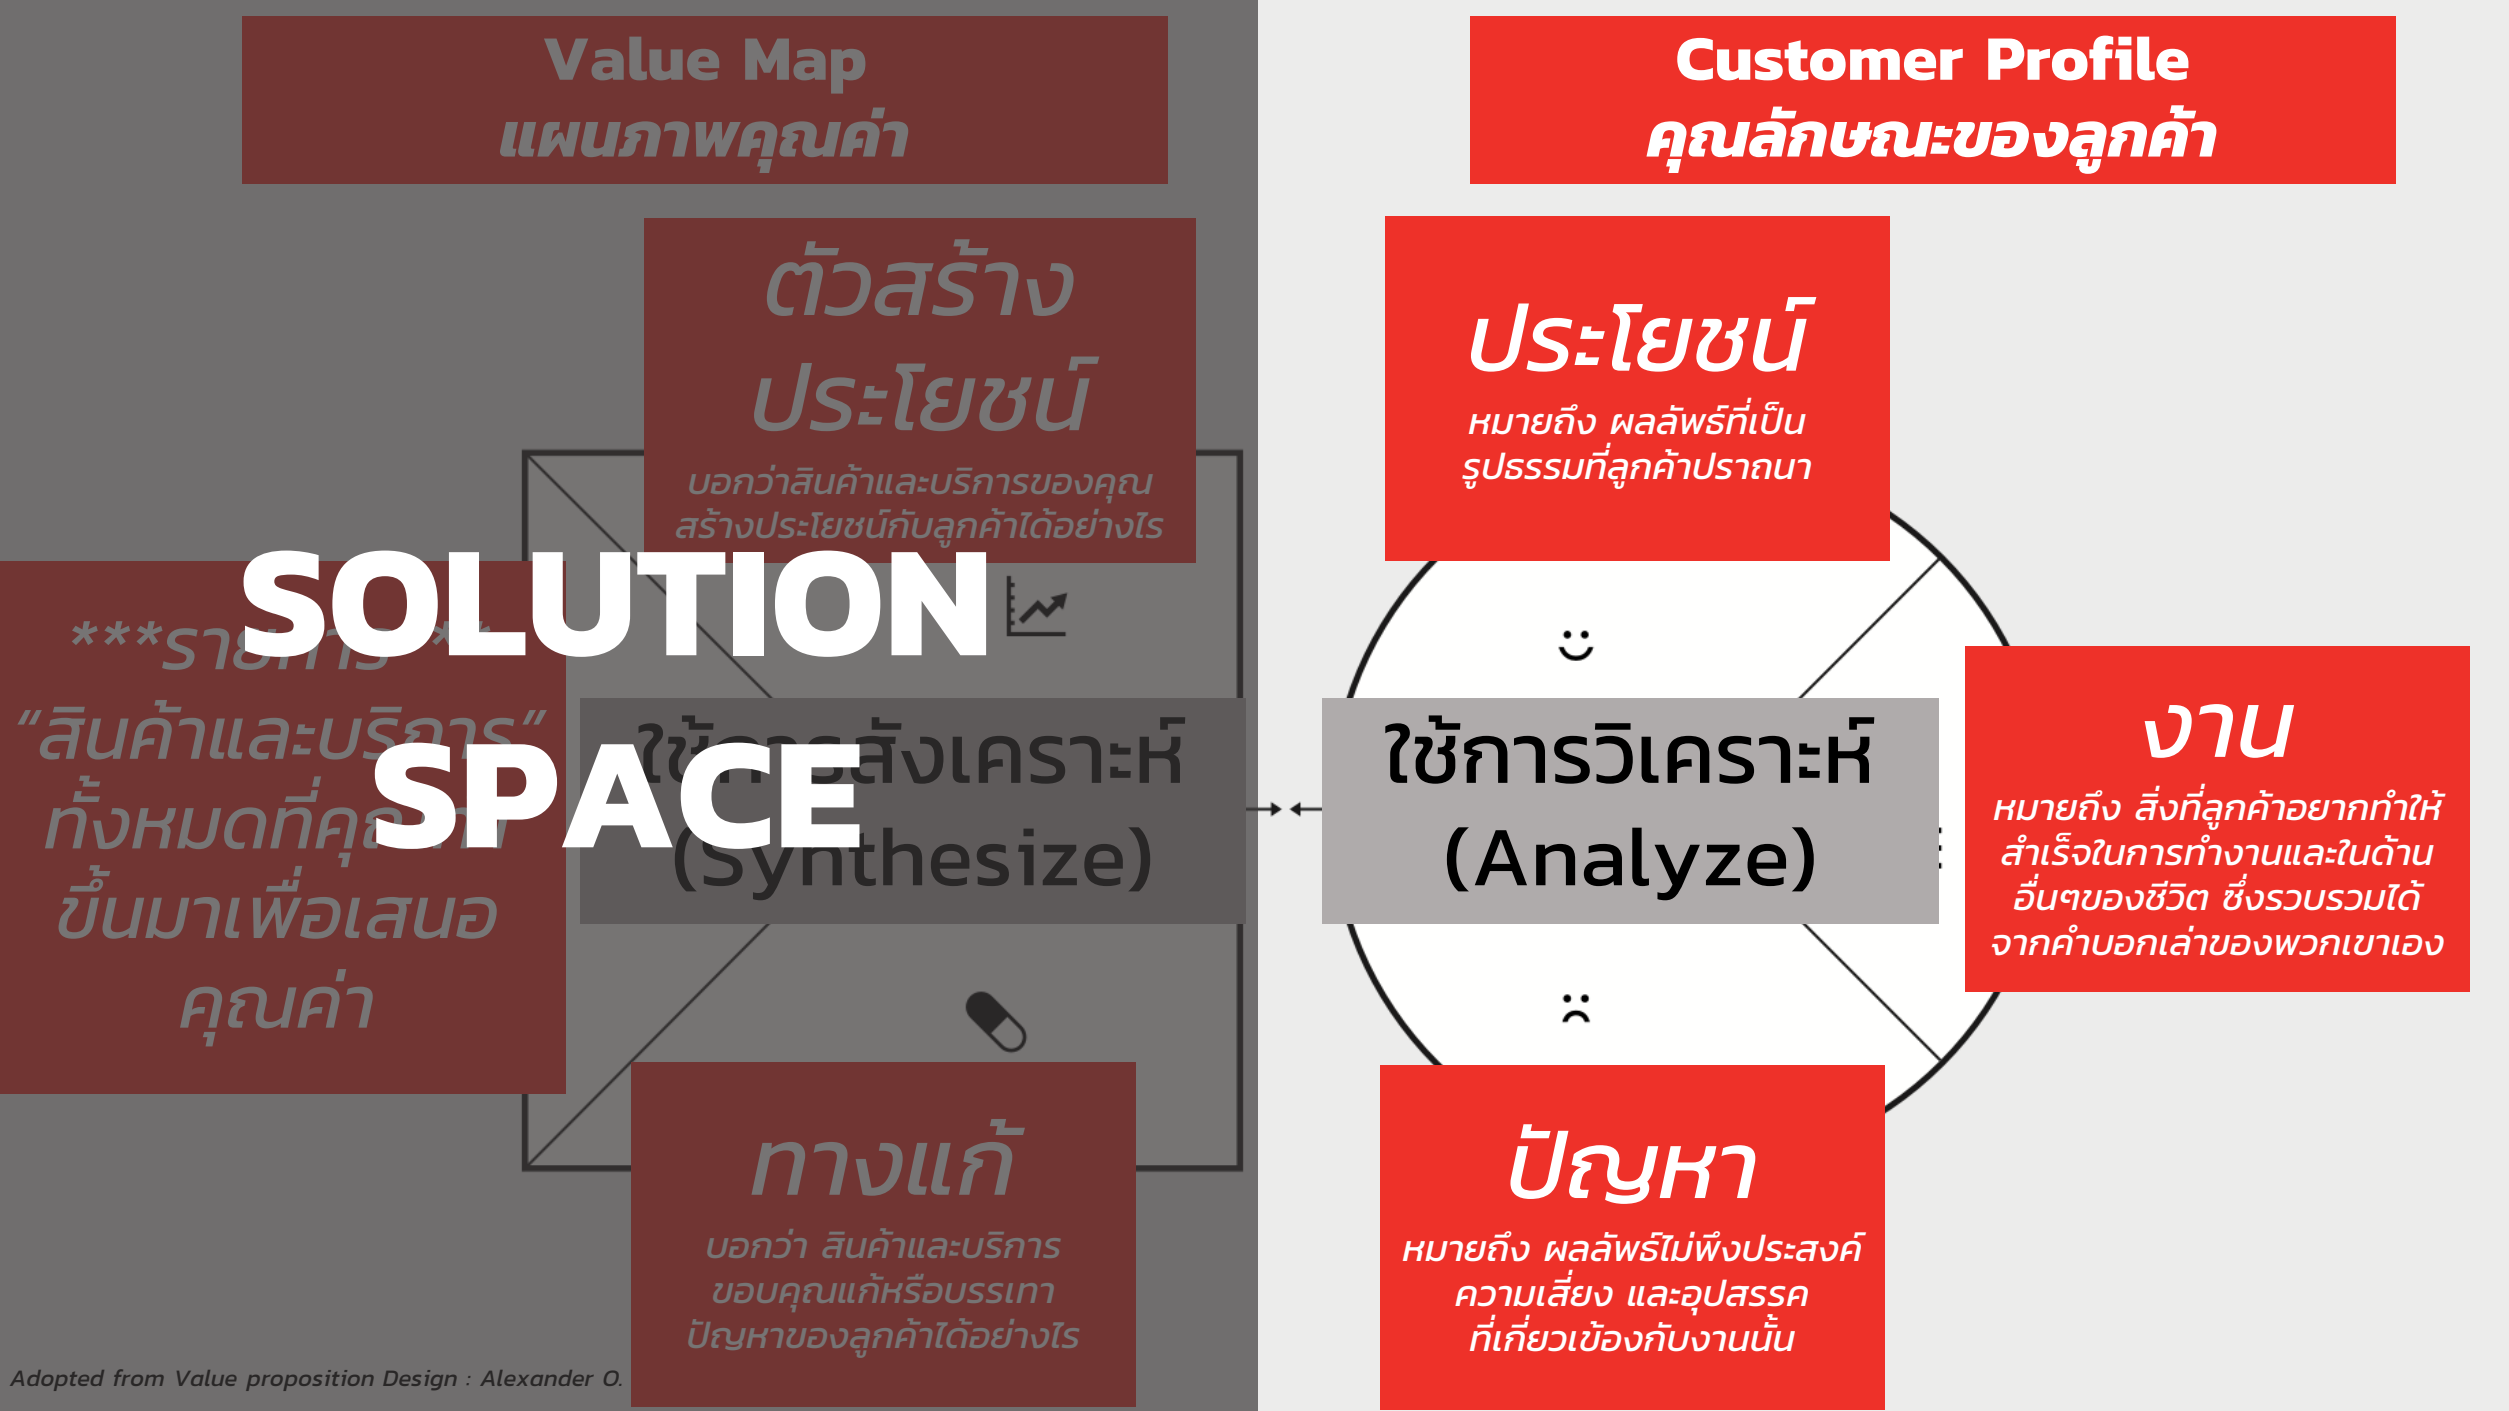 Value Map
แผนภาพคุณค่า
ตัวสร้าง
ประโยชน์
บอกว่าสินค้าและบริการของคุณ
สร้างประโยชน์กับลูกค้าได้อย่างไร
SOLUTION
SPACE
“สินค้าและบริการ”
ทั้งหมดที่
ขึ้นมาเพื่อเสนอ
คุณค่า
ใช้การสังเคราะห์
(Synthesize)
ทางแก้
บอกว่า สินค้าและบริการ
ขอบคุณแก้หรือบรรเทา
ปัญหาของลูกค้าได้อย่างไร
Adopted from Value proposition Design : Alexander O.
Customer Profile
คุณลักษณะของลูกค้า
ประโยชน์
หมายถึง ผลลัพธ์ที่เป็น
รูปธรรมที่ลูกค้าปราถนา
ใช้การวิเคราะห์
(Analyze)
งาน
หมายถึง สิ่งที่ลูกค้าอยากทำให้
สำเร็จในการทำงานและในด้าน
อื่นๆของชีวิต ซึ่งรวบรวมได้
จากคำบอกเล่าของพวกเขาเอง
ปัญหา
หมายถึง ผลลัพธ์ไม่พึงประสงค์
ความเสี่ยง และอุปสรรค
ที่เกี่ยวเข้องกับงานนั้น